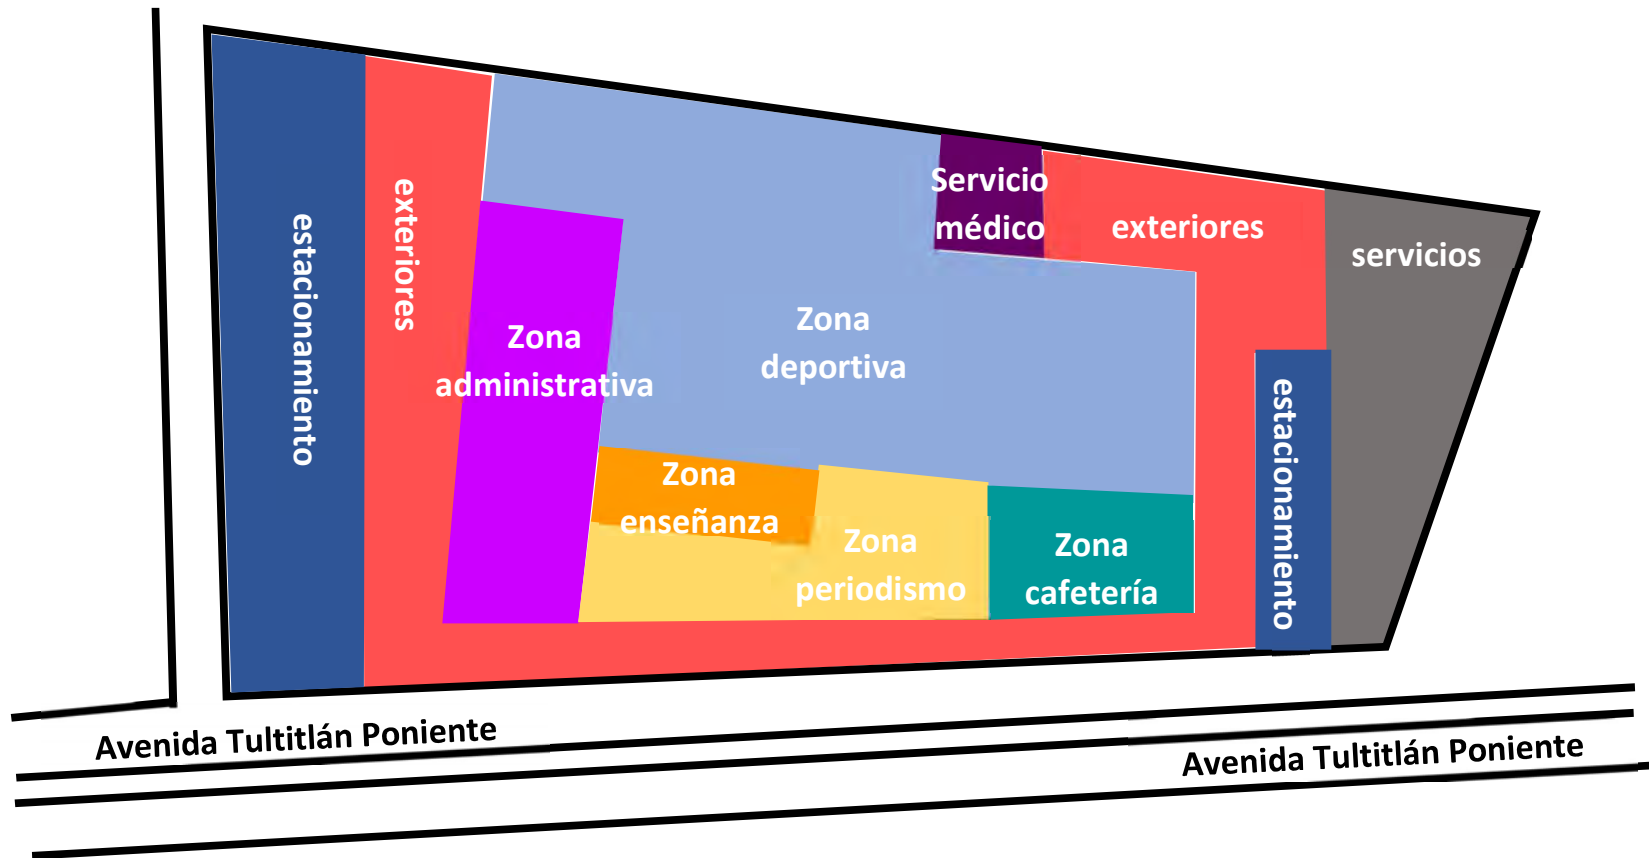 estacionamiento
exteriores
Zona
administrativa
Zona
deportiva
Servicio
médico
exteriores
servicios
Zona
enseñanza
Zona
periodismo
Zona
cafetería
estacionamiento
Avenida Tultitlán Poniente
Avenida Tultitlán Poniente